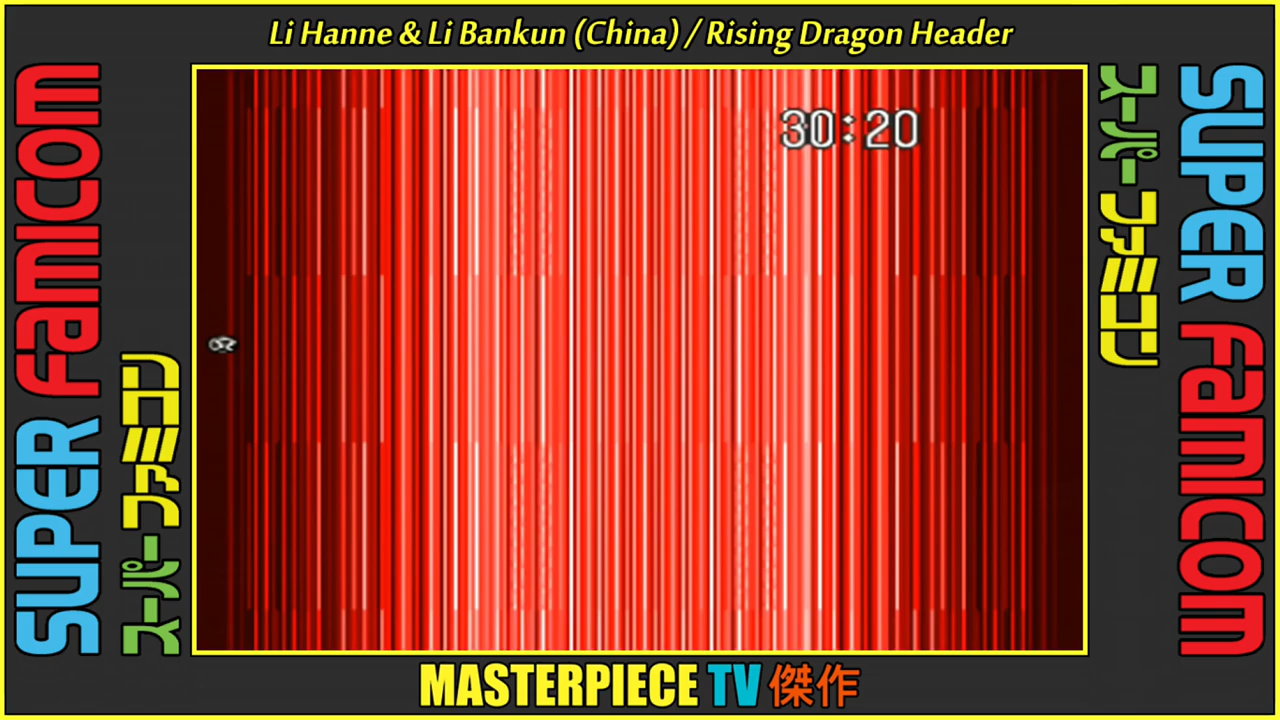 Li Hanne & Li Bankun (China) / Rising Dragon Header
SUPER Famicom
スーパーファミコン
30:20
スーパーファミコン
SUPER Famicom
MASTERPIECE TV 傑作